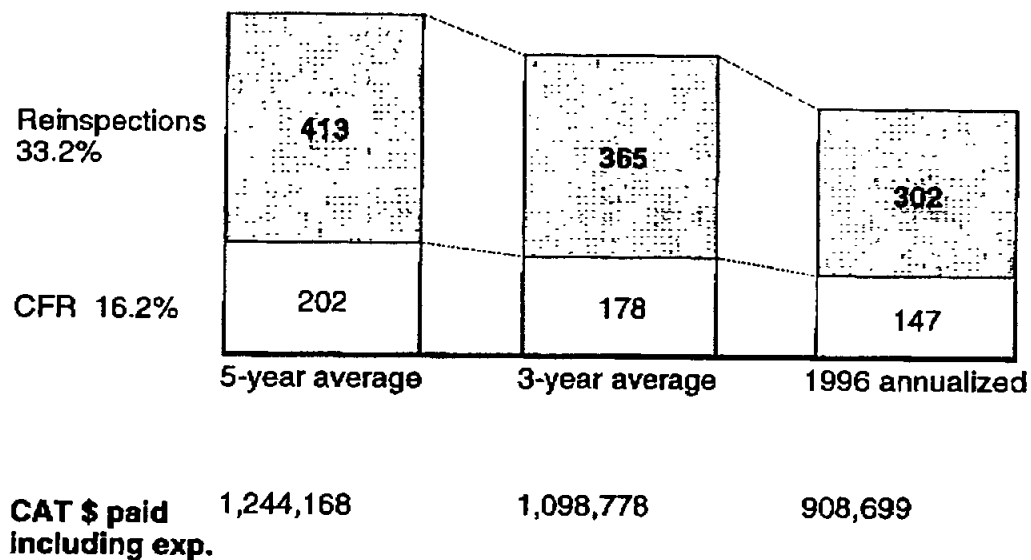 Reinspections
33.2%
413
365
302
CFR 16.2%
202
178
147
5-year average
3-year average
1996 annualized
CAT $ paid
including exp.
1,244,168
1,098,778
908,699